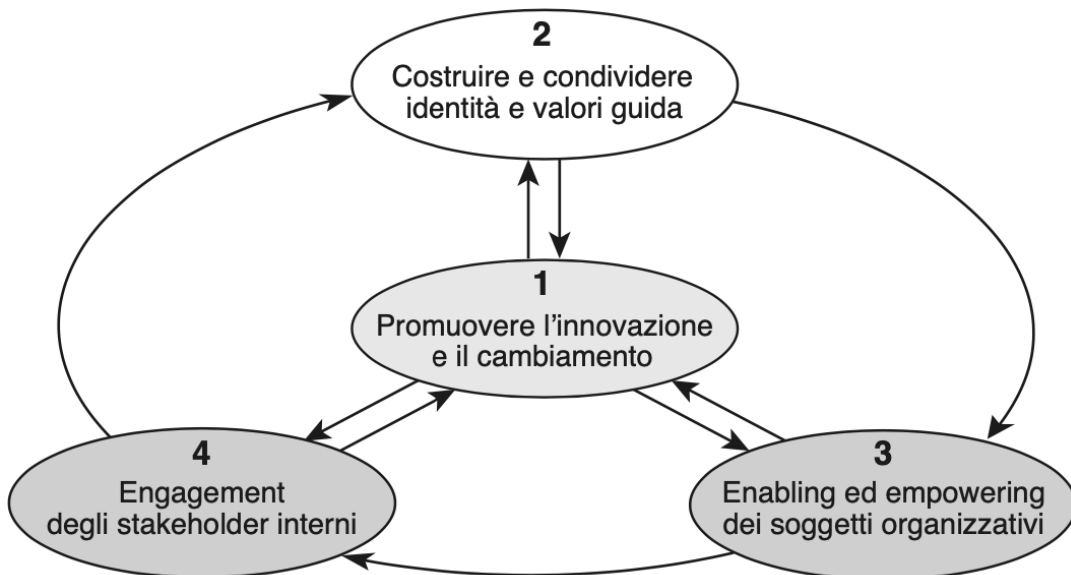 2
Costruire e condividere
identità e valori guida
1
Promuovere l’innovazione
e il cambiamento
4
Engagement
degli stakeholder interni
3
Enabling ed empowering
dei soggetti organizzativi